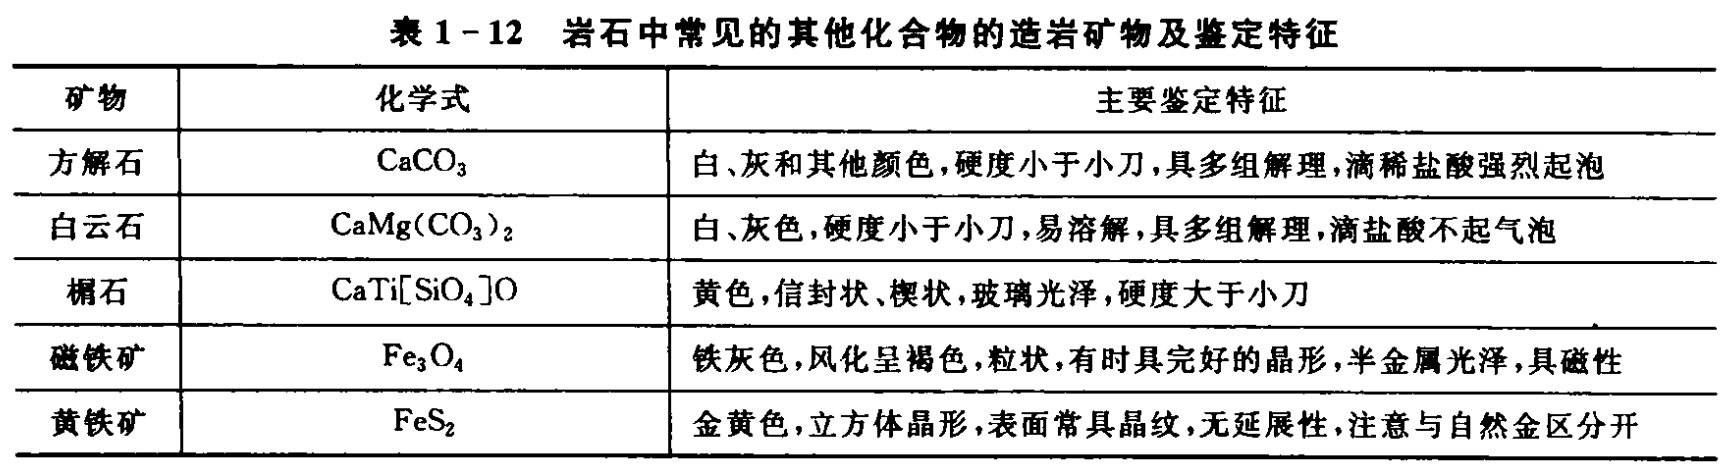 表 1-12 岩石中常见的其他化合物的造岩矿物及鉴定特征
矿物 化学式 主要鉴定特征
方解石 CaCO₃ 白、灰和其他颜色,硬度小于小刀,具多组解理,滴稀盐酸强烈起泡
白云石 CaMg(CO₃)₂ 白、灰色,硬度小于小刀,易溶解,具多组解理,滴盐酸不起气泡
榍石 CaTi[SiO₄]O 黄色,信封状、楔状,玻璃光泽,硬度大于小刀
磁铁矿 Fe₃O₄ 铁灰色,风化呈褐色,粒状,有时具完好的晶形,半金属光泽,具磁性
黄铁矿 FeS₂ 金黄色,立方体晶形,表面常具晶纹,无延展性,注意与自然金区分开